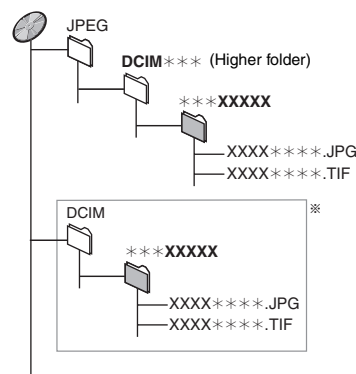 JPEG
DCIM✳✳✳ (Higher folder)
✳✳✳XXXXX
XXXX✳✳✳✳.JPG
XXXX✳✳✳✳.TIF
※
DCIM
✳✳✳XXXXX
XXXX✳✳✳✳.JPG
XXXX✳✳✳✳.TIF